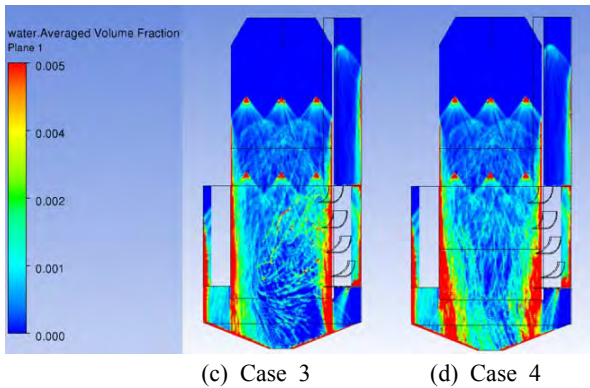 water.Averaged Volume Fraction
Plane 1
0.005
0.004
0.002
0.001
0.000
(c) Case 3
(d) Case 4